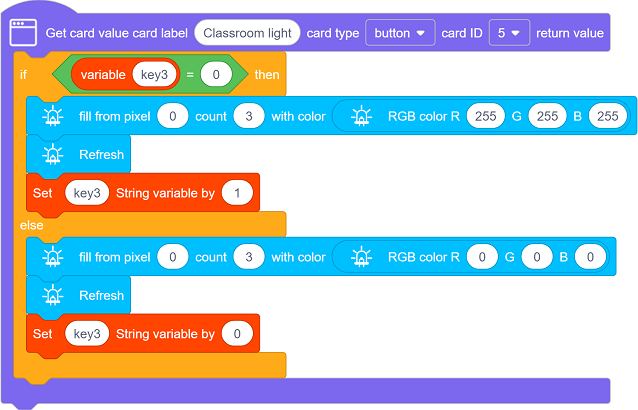 Get card value card label Classroom light card type button card ID 5 return value
if variable key3 = 0 then
fill from pixel 0 count 3 with color RGB color R 255 G 255 B 255
Refresh
Set key3 String variable by 1
else
fill from pixel 0 count 3 with color RGB color R 0 G 0 B 0
Refresh
Set key3 String variable by 0